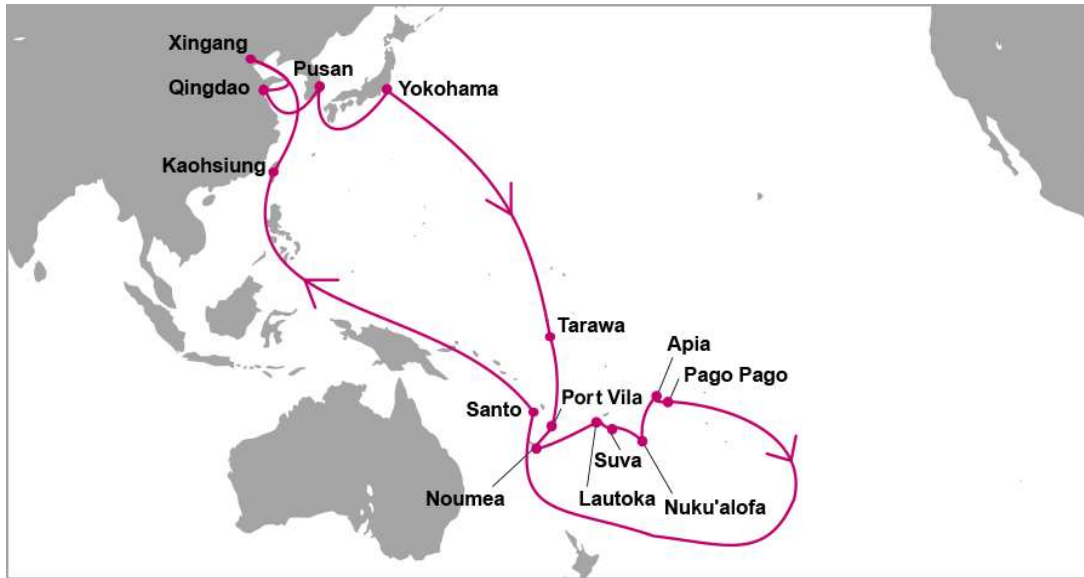 Xingang
Pusan
Qingdao
Yokohama
Kaohsiung
Tarawa
Apia
Pago Pago
Port Vila
Santo
Suva
Noumea
Lautoka
Nuku'alofa